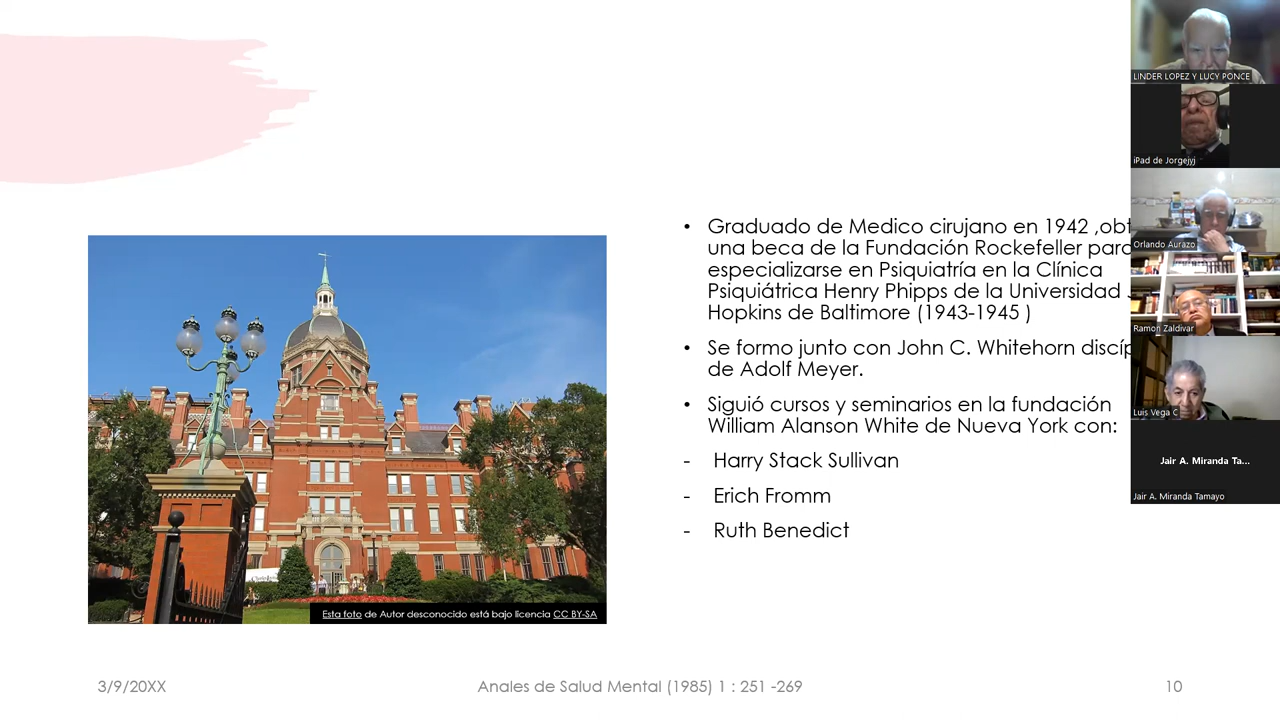 • Graduado de Medico cirujano en 1942 ,obt
una beca de la Fundación Rockefeller para
especializarse en Psiquiatría en la Clínica
Psiquiátrica Henry Phipps de la Universidad
Hopkins de Baltimore (1943-1945 )
• Se formo junto con John C. Whitehorn discíp
de Adolf Meyer.
• Siguió cursos y seminarios en la fundación
William Alanson White de Nueva York con:
- Harry Stack Sullivan
- Erich Fromm
- Ruth Benedict
Esta foto de Autor desconocido está bajo licencia CC BY-SA
3/9/20XX
Anales de Salud Mental (1985) 1 : 251 -269
10
LINDER LOPEZ Y LUCY PONCE
iPad de Jorgejyj
Orlando Aurazo
Ramon Zaldivar
Luis Vega C
Jair A. Miranda Ta...
Jair A. Miranda Tamayo